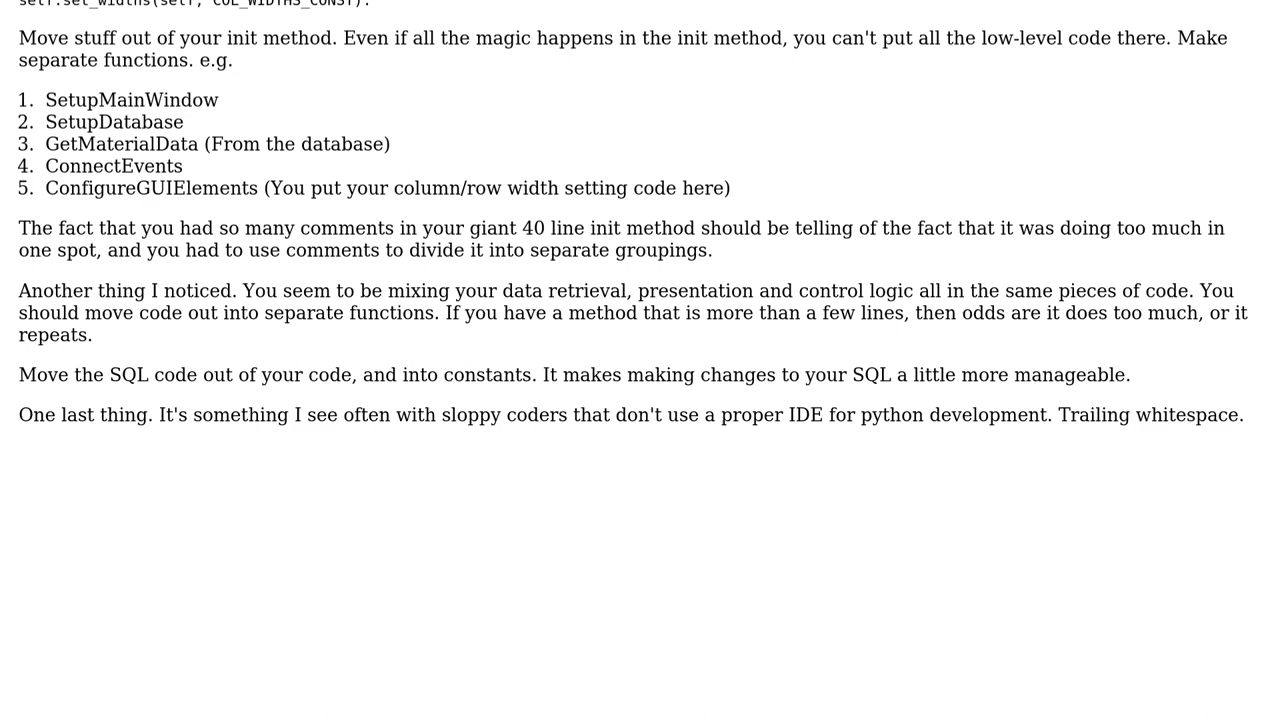 self.set_widths(self, COL_WIDTHS_CONST).
Move stuff out of your init method. Even if all the magic happens in the init method, you can't put all the low-level code there. Make
separate functions. e.g.
1. SetupMainWindow
2. SetupDatabase
3. GetMaterialData (From the database)
4. ConnectEvents
5. ConfigureGUIElements (You put your column/row width setting code here)
The fact that you had so many comments in your giant 40 line init method should be telling of the fact that it was doing too much in
one spot, and you had to use comments to divide it into separate groupings.
Another thing I noticed. You seem to be mixing your data retrieval, presentation and control logic all in the same pieces of code. You
should move code out into separate functions. If you have a method that is more than a few lines, then odds are it does too much, or it
repeats.
Move the SQL code out of your code, and into constants. It makes making changes to your SQL a little more manageable.
One last thing. It's something I see often with sloppy coders that don't use a proper IDE for python development. Trailing whitespace.